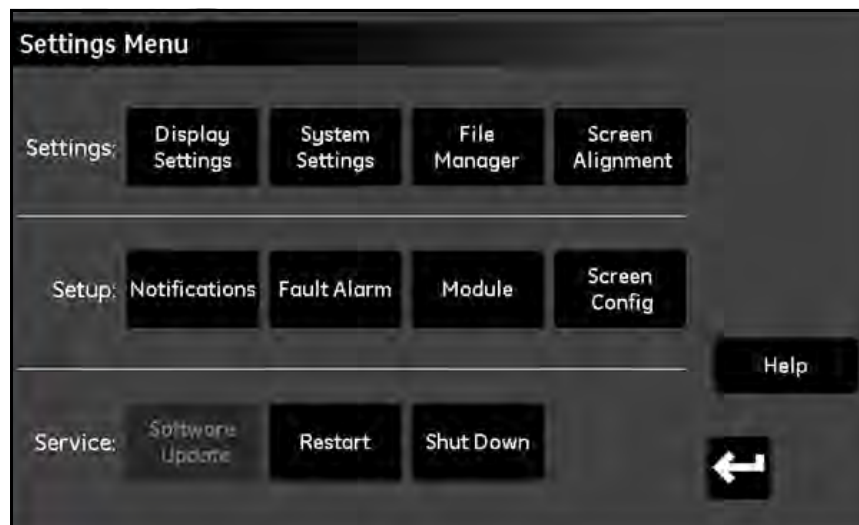 Settings Menu
Settings:
Display
Settings
System
Settings
File
Manager
Screen
Alignment
Setup:
Notifications
Fault Alarm
Module
Screen
Config
Help
Service:
Software
Update
Restart
Shut Down